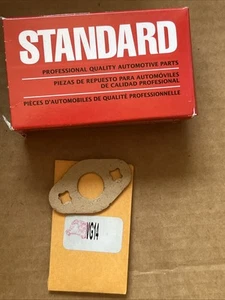 STANDARD
PROFESSIONAL QUALITY AUTOMOTIVE PARTS
PIEZAS DE REPUESTO PARA AUTOMÓVILES
DE CALIDAD PROFESIONAL
PIÈCES D'AUTOMOBILES DE QUALITÉ PROFESSIONNELLE
VG14